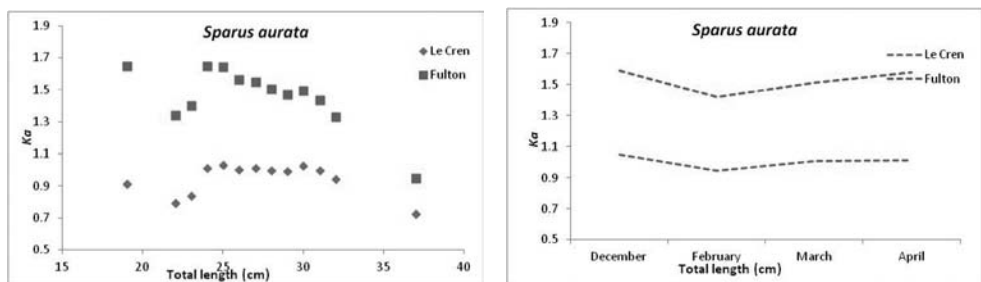 Sparus aurata
Le Cren
Fulton
Ka
1.9
1.7
1.5
1.3
1.1
0.9
0.7
0.5
15 20 25 30 35 40
Total length (cm)
Sparus aurata
Le Cren
Fulton
Ka
1.9
1.7
1.5
1.3
1.1
0.9
0.7
0.5
December February March April
Total length (cm)